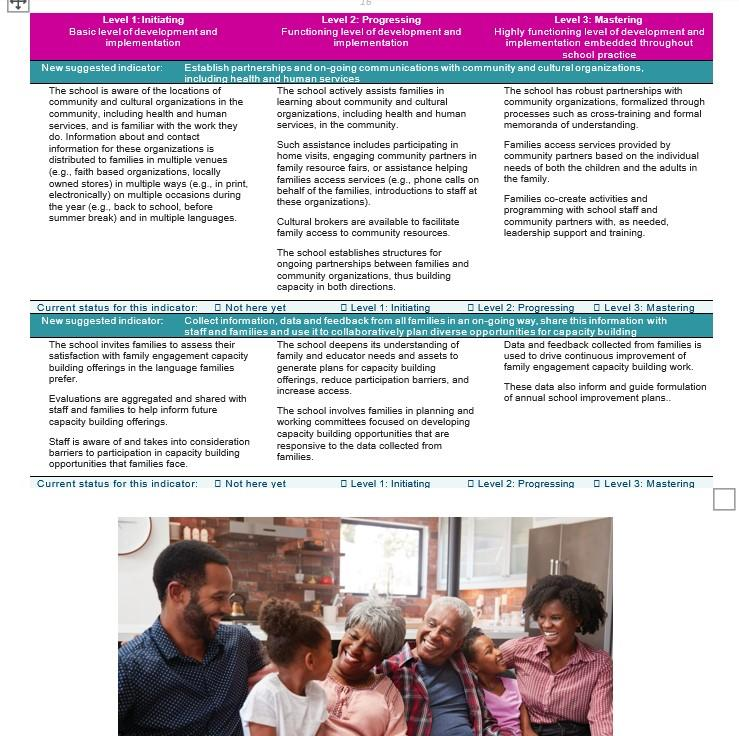 16
Level 1: Initiating
Basic level of development and
implementation
Level 2: Progressing
Functioning level of development and
implementation
Level 3: Mastering
Highly functioning level of development and
implementation embedded throughout
school practice
New suggested indicator: Establish partnerships and on-going communications with community and cultural organizations,
including health and human services
The school is aware of the locations of
community and cultural organizations in the
community, including health and human
services, and is familiar with the work they
do. Information about and contact
information for these organizations is
distributed to families in multiple venues
(e.g., faith based organizations, locally
owned stores) in multiple ways (e.g., in print,
electronically) on multiple occasions during
the year (e.g., back to school, before
summer break) and in multiple languages.
The school actively assists families in
learning about community and cultural
organizations, including health and human
services, in the community.
Such assistance includes participating in
home visits, engaging community partners in
family resource fairs, or assistance helping
families access services (e.g., phone calls on
behalf of the families, introductions to staff at
these organizations).
Cultural brokers are available to facilitate
family access to community resources.
The school establishes structures for
ongoing partnerships between families and
community organizations, thus building
capacity in both directions.
The school has robust partnerships with
community organizations, formalized through
processes such as cross-training and formal
memoranda of understanding.
Families access services provided by
community partners based on the individual
needs of both the children and the adults in
the family.
Families co-create activities and
programming with school staff and
community partners with, as needed,
leadership support and training.
Current status for this indicator: ☐ Not here yet ☐ Level 1: Initiating ☐ Level 2: Progressing ☐ Level 3: Mastering
New suggested indicator: Collect information, data and feedback from all families in an on-going way, share this information with
staff and families and use it to collaboratively plan diverse opportunities for capacity building
The school invites families to assess their
satisfaction with family engagement capacity
building offerings in the language families
prefer.
Evaluations are aggregated and shared with
staff and families to help inform future
capacity building offerings.
Staff is aware of and takes into consideration
barriers to participation in capacity building
opportunities that families face.
The school deepens its understanding of
family and educator needs and assets to
generate plans for capacity building
offerings, reduce participation barriers, and
increase access.
The school involves families in planning and
working committees focused on developing
capacity building opportunities that are
responsive to the data collected from
families.
Data and feedback collected from families is
used to drive continuous improvement of
family engagement capacity building work.
These data also inform and guide formulation
of annual school improvement plans..
Current status for this indicator: ☐ Not here yet ☐ Level 1: Initiating ☐ Level 2: Progressing ☐ Level 3: Mastering